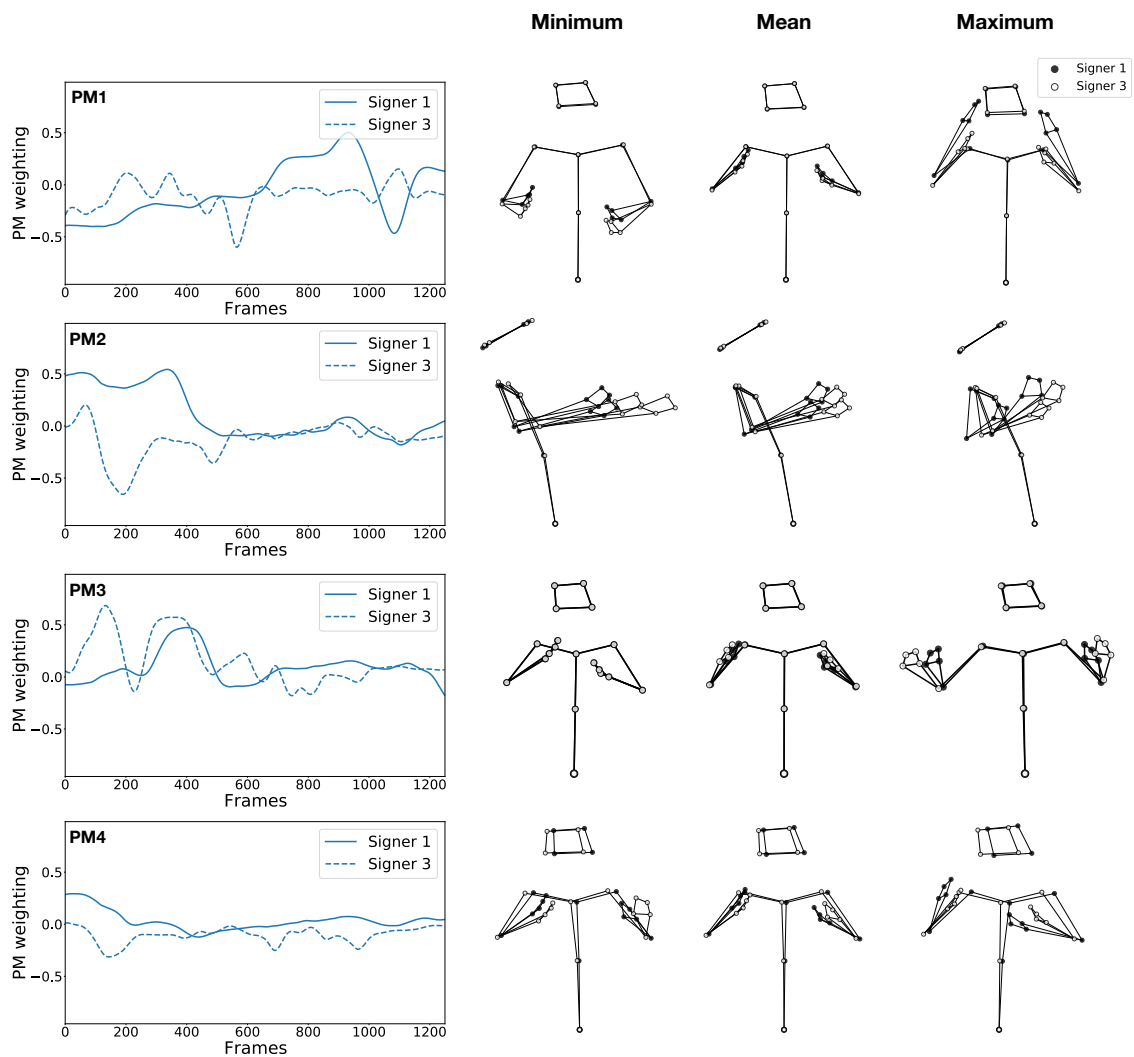 Minimum Mean Maximum
Signer 1
Signer 3
PM1
Signer 1
Signer 3
PM weighting
0.5
0.0
−0.5
0 200 400 600 800 1000 1200
Frames
PM2
Signer 1
Signer 3
PM weighting
0.5
0.0
−0.5
0 200 400 600 800 1000 1200
Frames
PM3
Signer 1
Signer 3
PM weighting
0.5
0.0
−0.5
0 200 400 600 800 1000 1200
Frames
PM4
Signer 1
Signer 3
PM weighting
0.5
0.0
−0.5
0 200 400 600 800 1000 1200
Frames